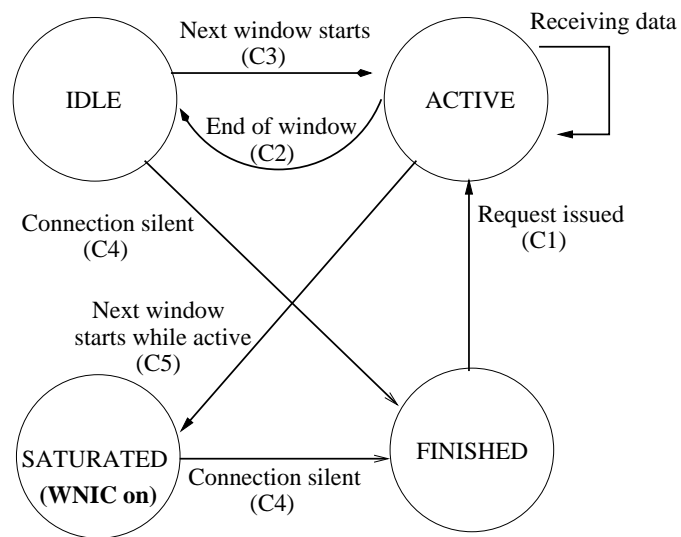 Receiving data
Next window starts
(C3)
IDLE
ACTIVE
End of window
(C2)
Connection silent
(C4)
Request issued
(C1)
Next window
starts while active
(C5)
SATURATED
(WNIC on)
FINISHED
Connection silent
(C4)